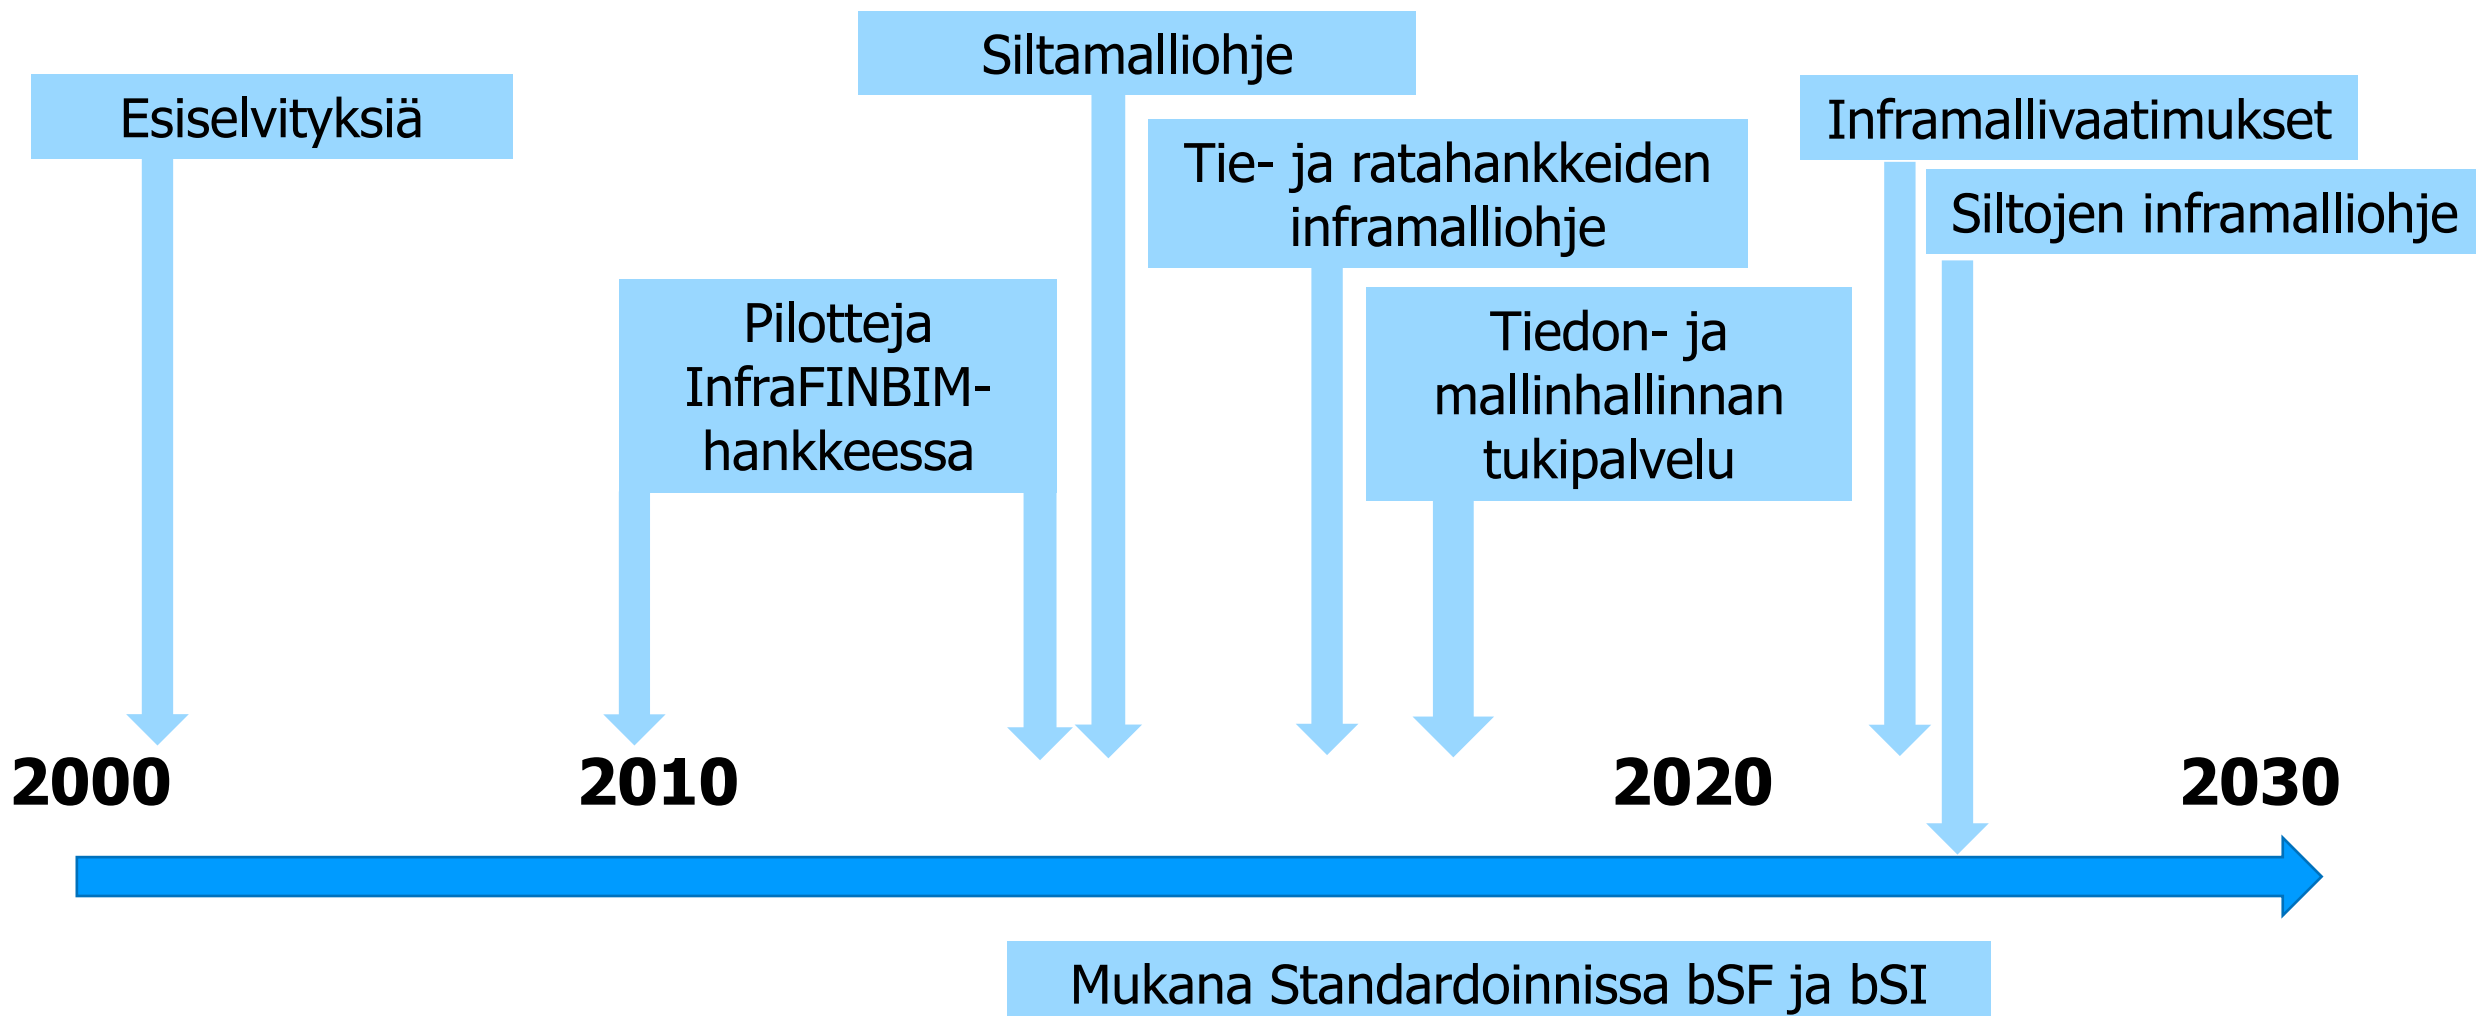 Esiselvityksiä
Pilotteja
InfraFINBIM-
hankkeessa
Siltamalliohje
Tie- ja ratahankkeiden
inframalliohje
Tiedon- ja
mallinhallinnan
tukipalvelu
Inframallivaatimukset
Siltojen inframalliohje
2000
2010
2020
2030
Mukana Standardoinnissa bSF ja bSI